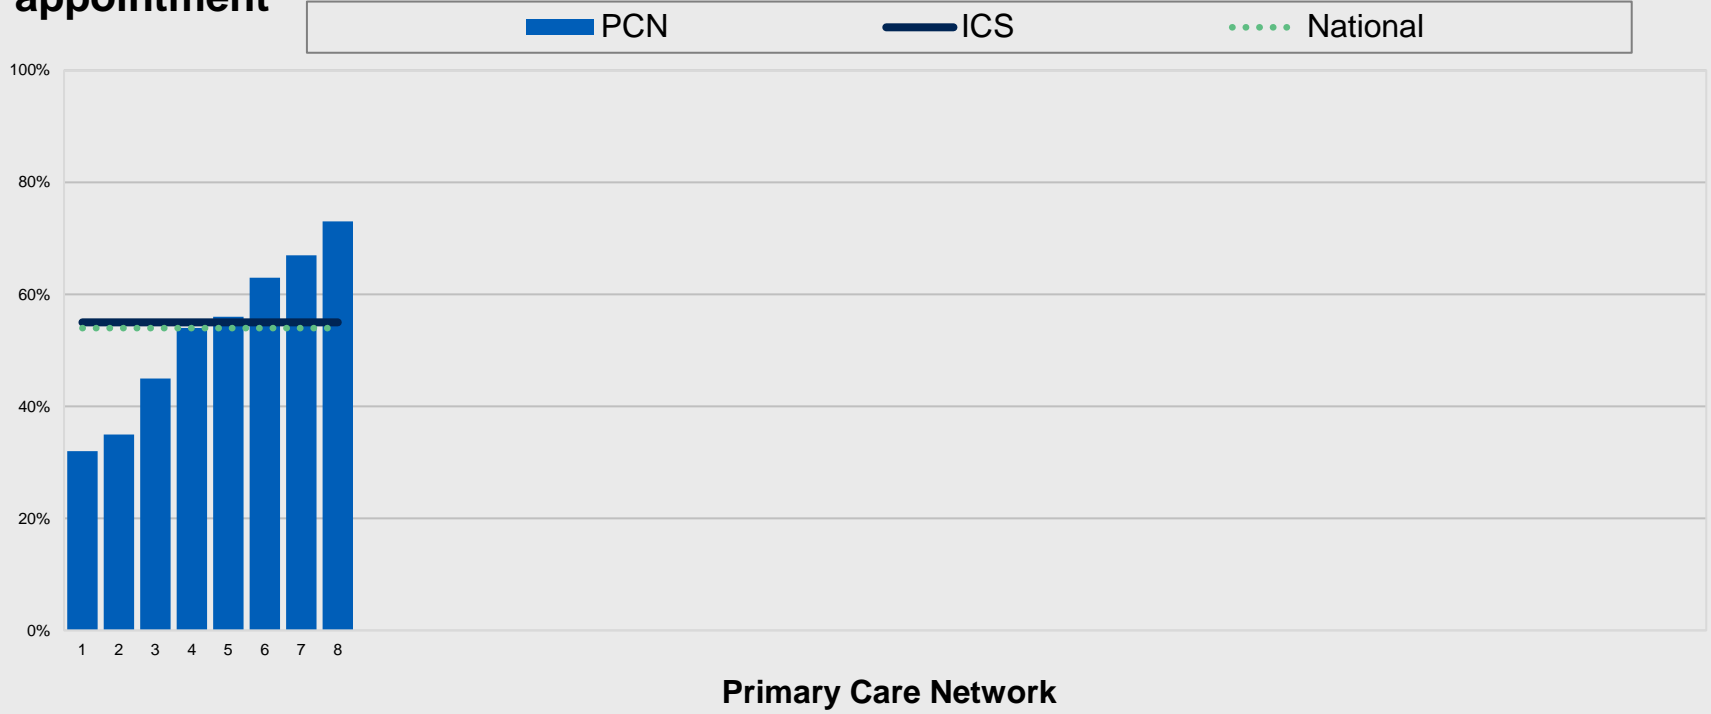 appointment
PCN ICS National
100%
80%
60%
40%
20%
0%
1 2 3 4 5 6 7 8
Primary Care Network